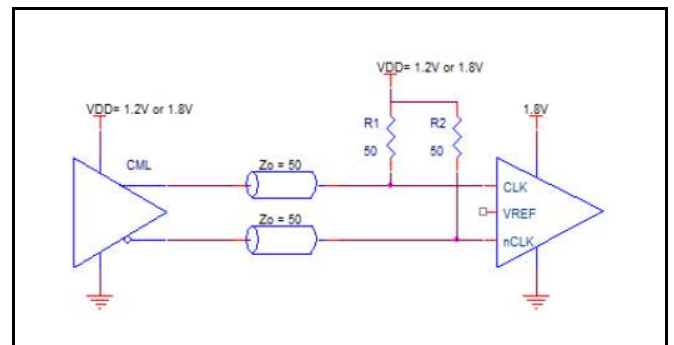 VDD= 1.2V or 1.8V
VDD= 1.2V or 1.8V
1.8V
R1
R2
50
50
CML
Zo = 50
CLK
VREF
Zo = 50
nCLK